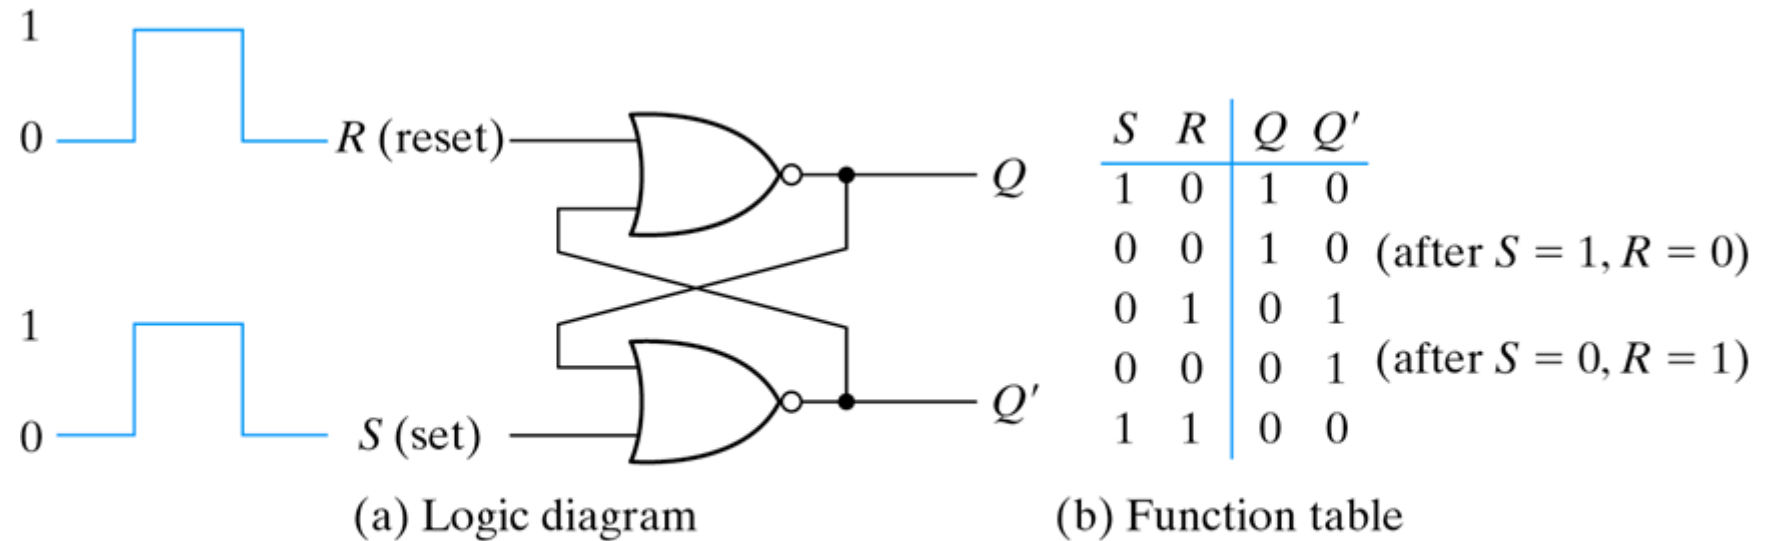 1
0
R (reset)
Q
1
0
S (set)
Q′
(a) Logic diagram
S R Q Q′
1 0 1 0
0 0 1 0 (after S = 1, R = 0)
0 1 0 1
0 0 0 1 (after S = 0, R = 1)
1 1 0 0
(b) Function table